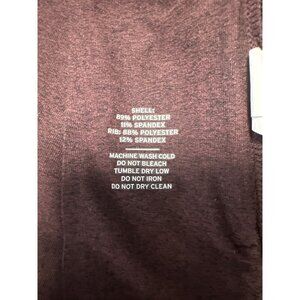 SHELL:
89% POLYESTER
11% SPANDEX
RIB: 88% POLYESTER
12% SPANDEX
MACHINE WASH COLD
DO NOT BLEACH
TUMBLE DRY LOW
DO NOT IRON
DO NOT DRY CLEAN